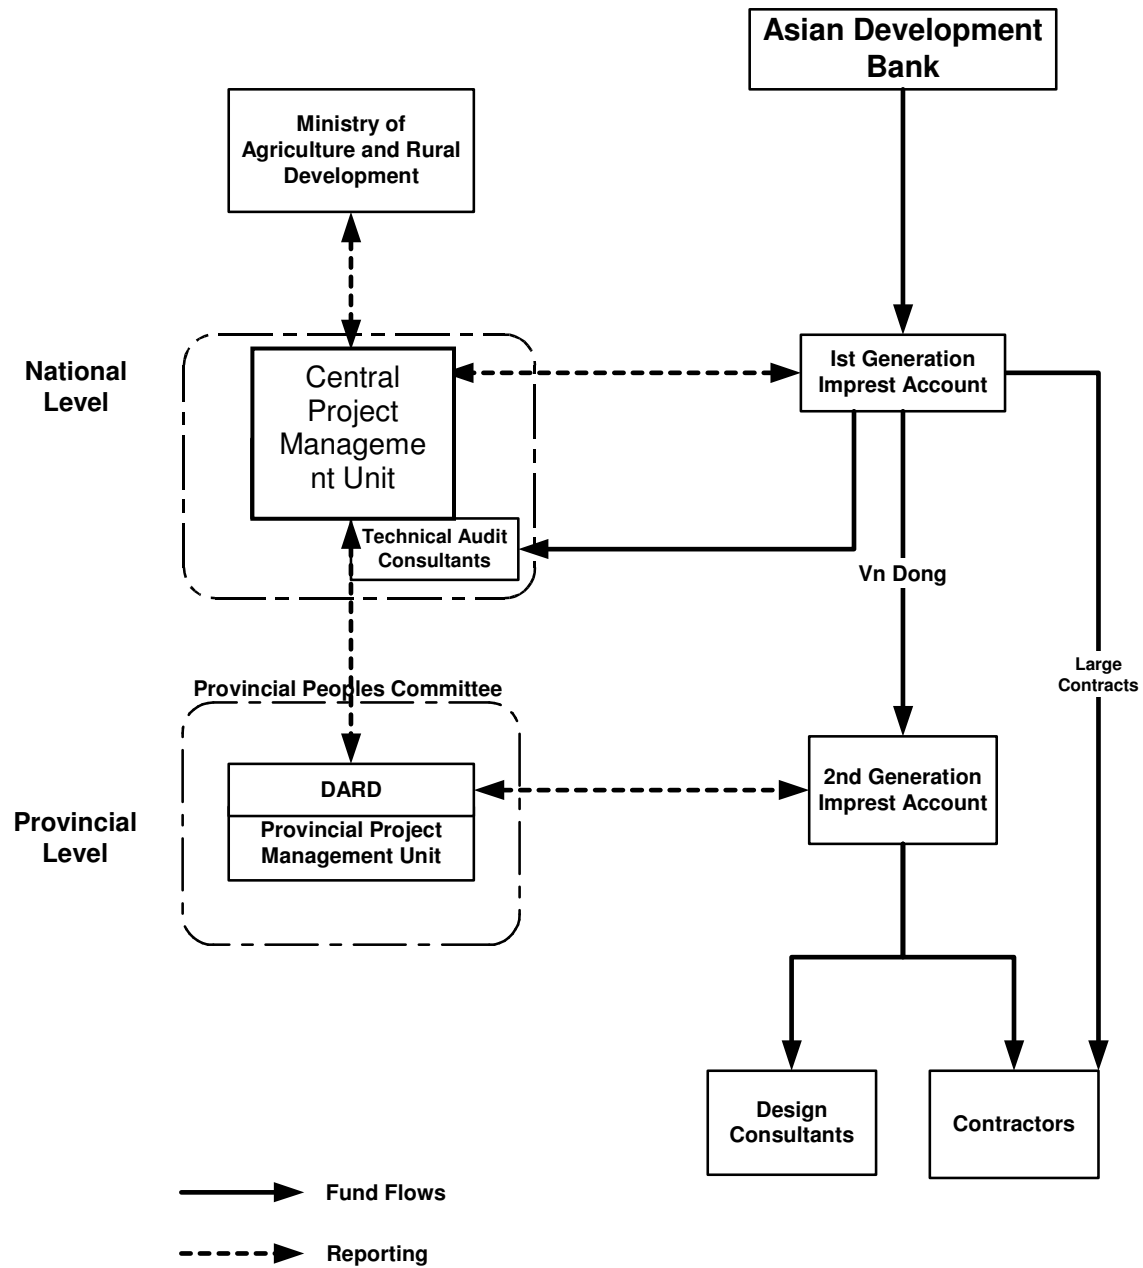 Asian Development
Bank
Ministry of
Agriculture and Rural
Development
National
Level
Central
Project
Manageme
nt Unit
Ist Generation
Imprest Account
Technical Audit
Consultants
Vn Dong
Large
Contracts
Provincial Peoples Committee
Provincial
Level
DARD
Provincial Project
Management Unit
2nd Generation
Imprest Account
Design
Consultants
Contractors
Fund Flows
Reporting